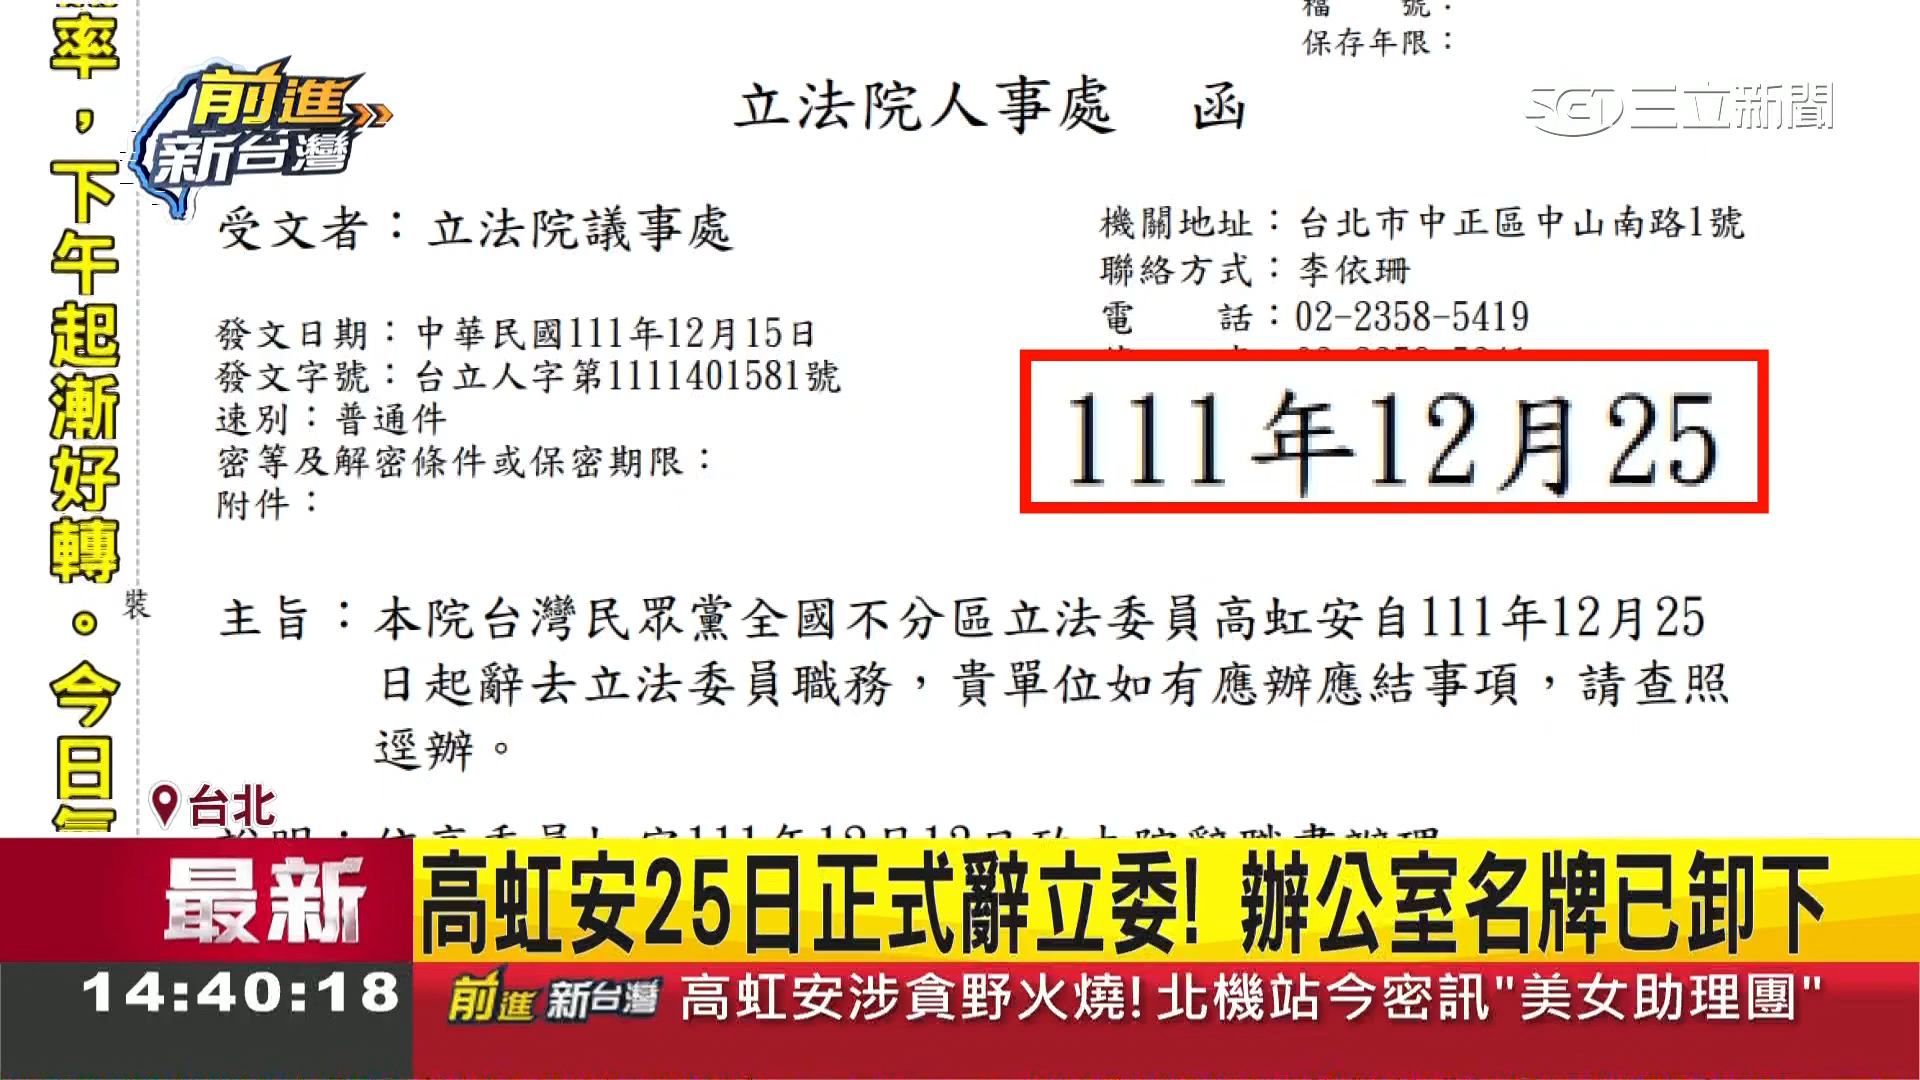 率，下午起漸好轉。今日氣
前進新台灣
檔　　號：
保存年限：
立法院人事處　函
SET三立新聞
受文者：立法院議事處
機關地址：台北市中正區中山南路1號
聯絡方式：李依珊
電　　話：02-2358-5419
發文日期：中華民國111年12月15日
發文字號：台立人字第1111401581號
速別：普通件
密等及解密條件或保密期限：
附件：
111年12月25
裝
主旨：本院台灣民眾黨全國不分區立法委員高虹安自111年12月25
日起辭去立法委員職務，貴單位如有應辦應結事項，請查照
逕辦。
台北
最新
高虹安25日正式辭立委! 辦公室名牌已卸下
14:40:18
前進新台灣
高虹安涉貪野火燒! 北機站今密訊"美女助理團"